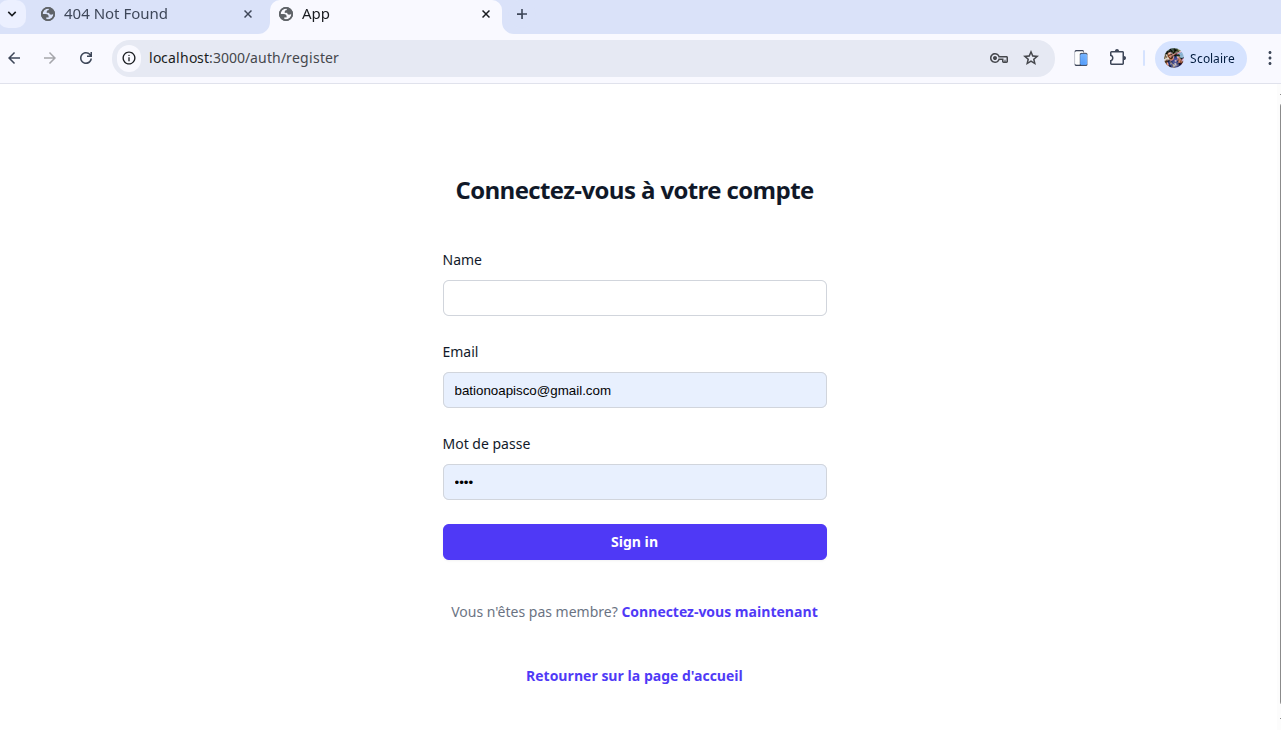 404 Not Found
App
localhost:3000/auth/register
Scolaire
Connectez-vous à votre compte
Name
Email
bationoapisco@gmail.com
Mot de passe
••••
Sign in
Vous n'êtes pas membre? Connectez-vous maintenant
Retourner sur la page d'accueil